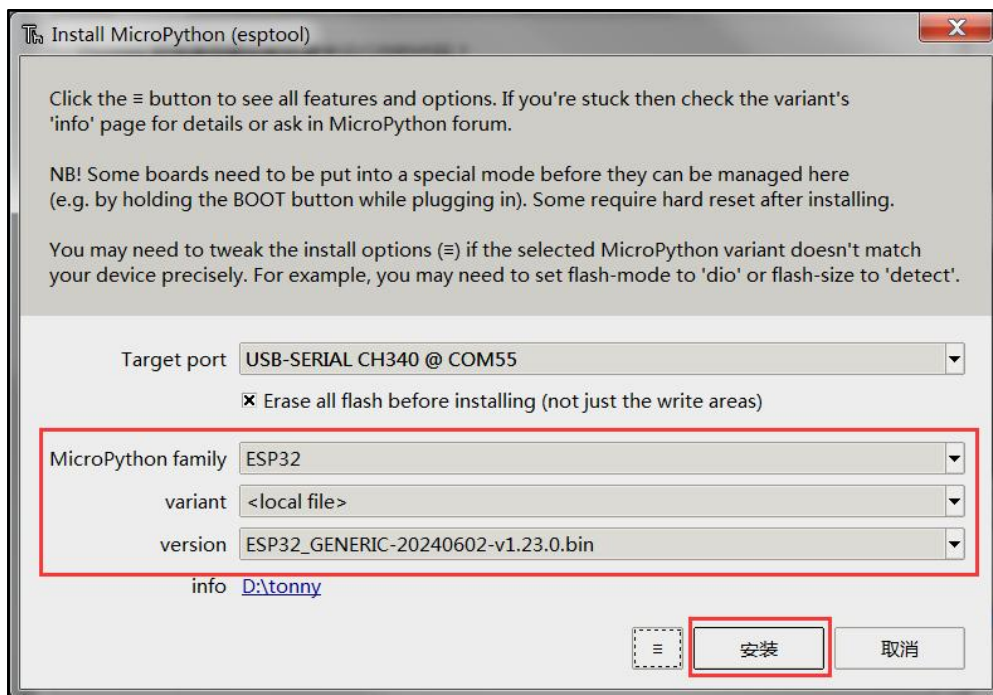 Install MicroPython (esptool)
Click the ≡ button to see all features and options. If you're stuck then check the variant's
'info' page for details or ask in MicroPython forum.
NB! Some boards need to be put into a special mode before they can be managed here
(e.g. by holding the BOOT button while plugging in). Some require hard reset after installing.
You may need to tweak the install options (≡) if the selected MicroPython variant doesn't match
your device precisely. For example, you may need to set flash-mode to 'dio' or flash-size to 'detect'.
Target port USB-SERIAL CH340 @ COM55
Erase all flash before installing (not just the write areas)
MicroPython family ESP32
variant <local file>
version ESP32_GENERIC-20240602-v1.23.0.bin
info D:\tonny
≡ 安装 取消